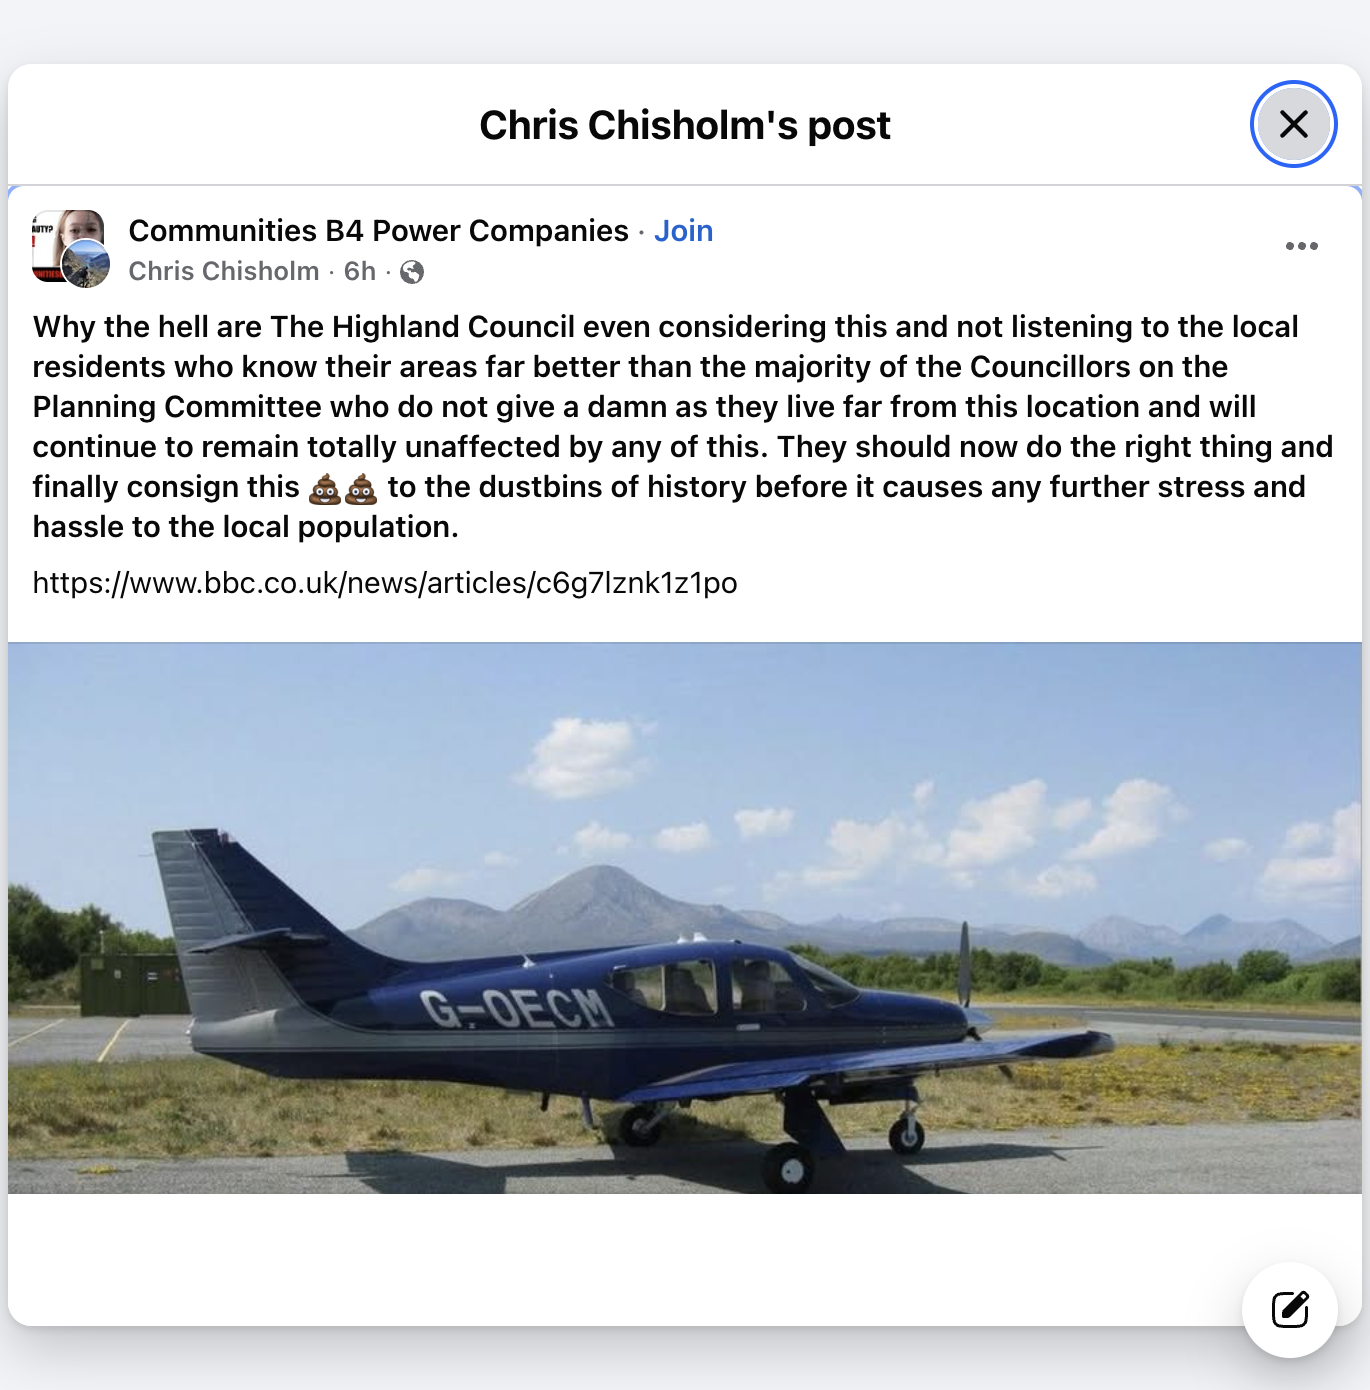 Chris Chisholm's post
Communities B4 Power Companies · Join
Chris Chisholm · 6h ·
Why the hell are The Highland Council even considering this and not listening to the local
residents who know their areas far better than the majority of the Councillors on the
Planning Committee who do not give a damn as they live far from this location and will
continue to remain totally unaffected by any of this. They should now do the right thing and
finally consign this 💩💩 to the dustbins of history before it causes any further stress and
hassle to the local population.
https://www.bbc.co.uk/news/articles/c6g7lznk1z1po
G-OECM